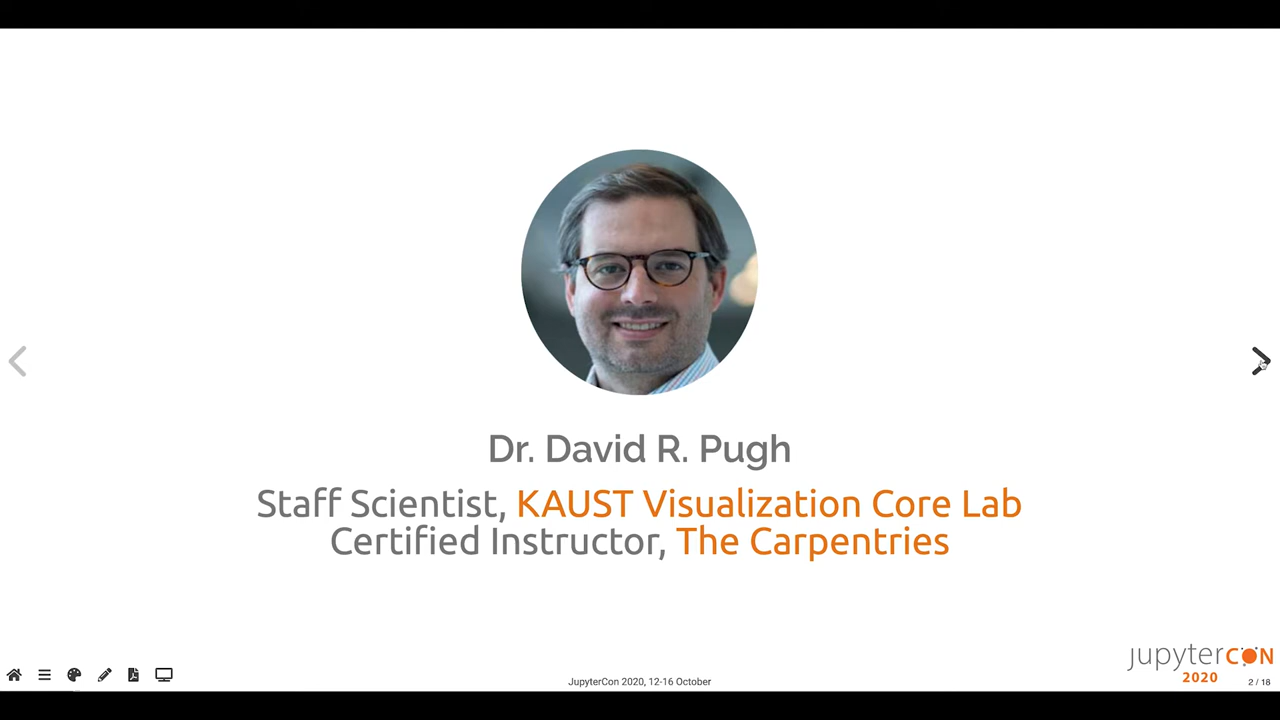 Dr. David R. Pugh
Staff Scientist, KAUST Visualization Core Lab
Certified Instructor, The Carpentries
JupyterCon 2020, 12-16 October
jupyterCON
2020
2 / 18